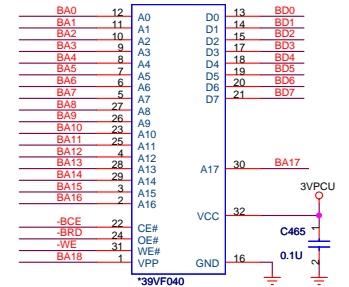 BA0 12 A0 D0 13 BD0
BA1 11 A1 D1 14 BD1
BA2 10 A2 D2 15 BD2
BA3 9 A3 D3 17 BD3
BA4 8 A4 D4 18 BD4
BA5 7 A5 D5 19 BD5
BA6 6 A6 D6 20 BD6
BA7 5 A7 D7 21 BD7
BA8 27 A8
BA9 26 A9
BA10 23 A10
BA11 25 A11
BA12 4 A12
BA13 28 A13 A17 30 BA17
BA14 29 A14
BA15 3 A15
BA16 2 A16
3VPCU
VCC 32
-BCE 22 CE#
-BRD 24 OE#
-WE 31 WE#
BA18 1 VPP GND 16
C465
1
0.1U
2
*39VF040